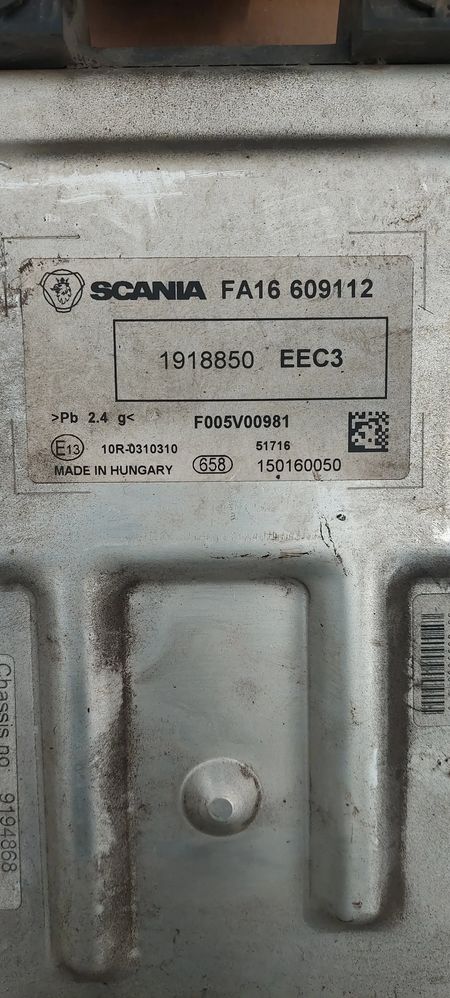 SCANIA FA16 609112
1918850 EEC3
>Pb 2.4 g< F005V00981
E13 10R-0310310 51716
MADE IN HUNGARY 658 150160050
Chassis no: 9194868